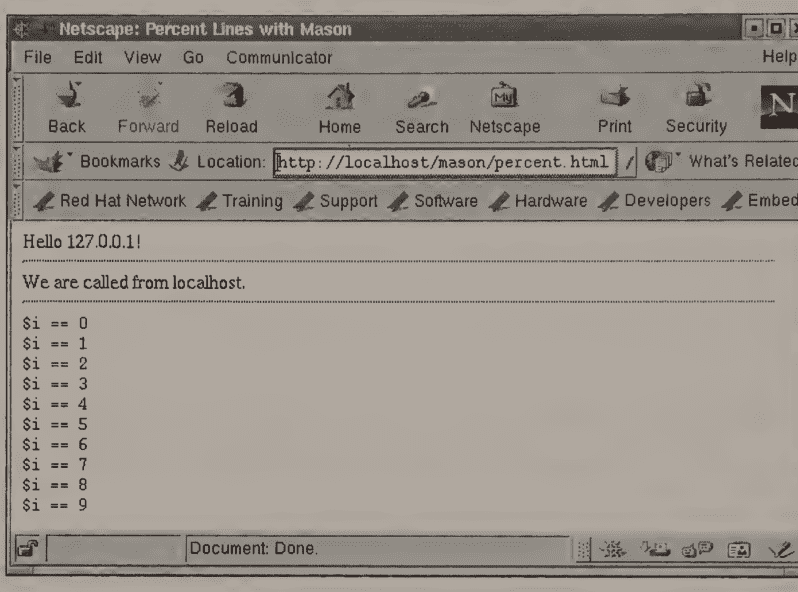 Netscape: Percent Lines with Mason
File Edit View Go Communicator Help
My N
Back Forward Reload Home Search Netscape Print Security
Bookmarks Location: http://localhost/mason/percent.html What's Related
Red Hat Network Training Support Software Hardware Developers Embed
Hello 127.0.0.1!
We are called from localhost.
$i == 0
$i == 1
$i == 2
$i == 3
$i == 4
$i == 5
$i == 6
$i == 7
$i == 8
$i == 9
Document: Done.